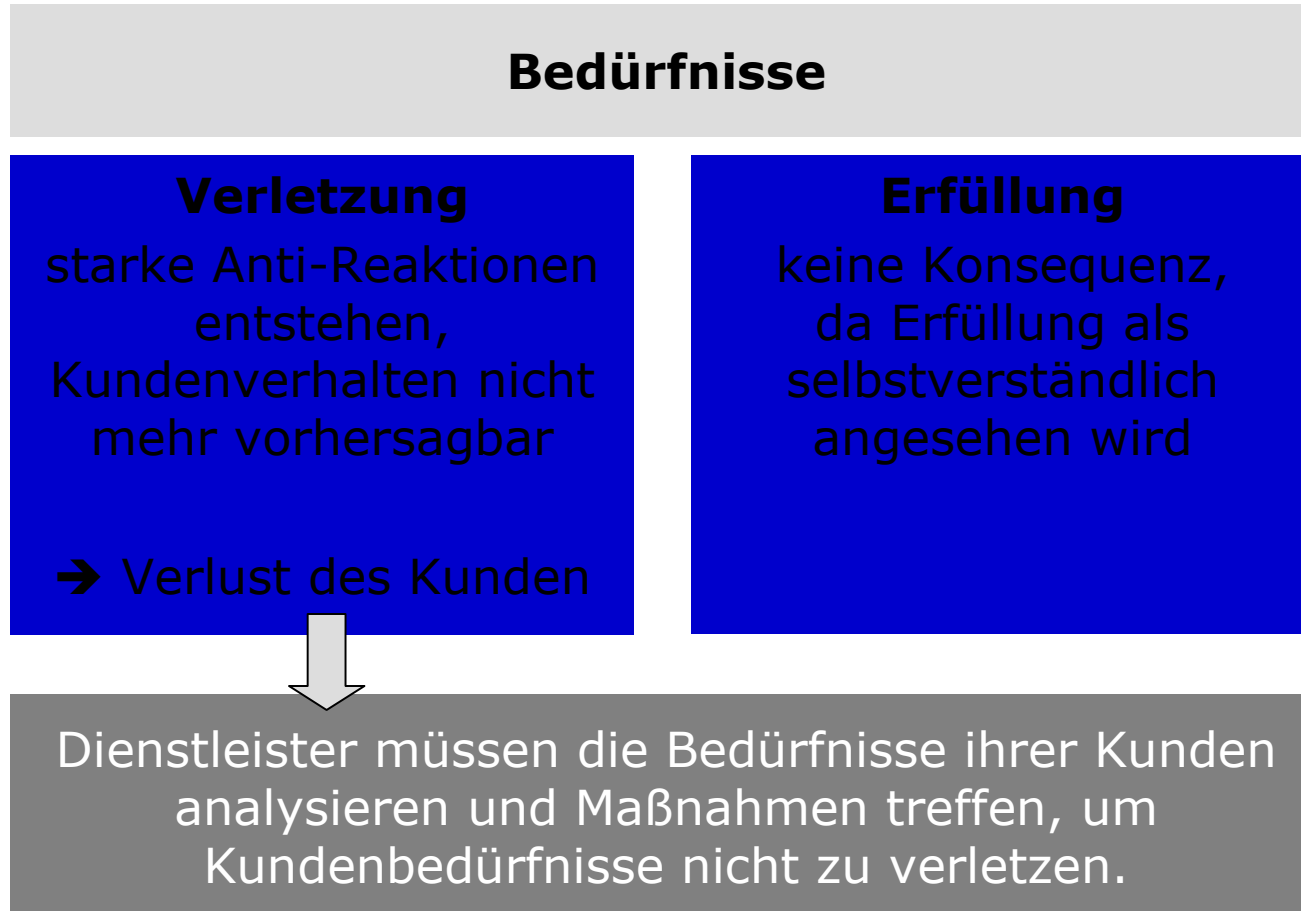 Bedürfnisse
Verletzung
starke Anti-Reaktionen
entstehen,
Kundenverhalten nicht
mehr vorhersagbar
➔ Verlust des Kunden
Erfüllung
keine Konsequenz,
da Erfüllung als
selbstverständlich
angesehen wird
Dienstleister müssen die Bedürfnisse ihrer Kunden
analysieren und Maßnahmen treffen, um
Kundenbedürfnisse nicht zu verletzen.